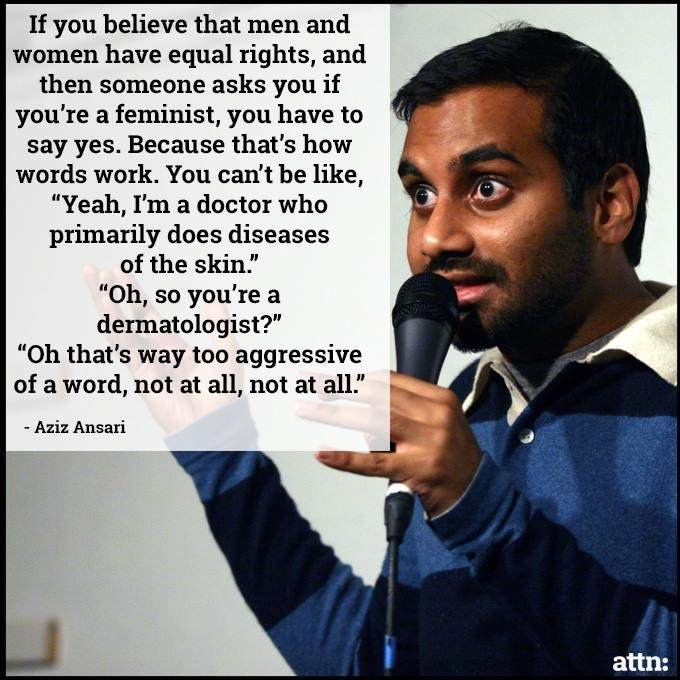 If you believe that men and
women have equal rights, and
then someone asks you if
you’re a feminist, you have to
say yes. Because that’s how
words work. You can’t be like,
“Yeah, I’m a doctor who
primarily does diseases
of the skin.”
“Oh, so you’re a
dermatologist?”
“Oh that’s way too aggressive
of a word, not at all, not at all.”
- Aziz Ansari
attn: